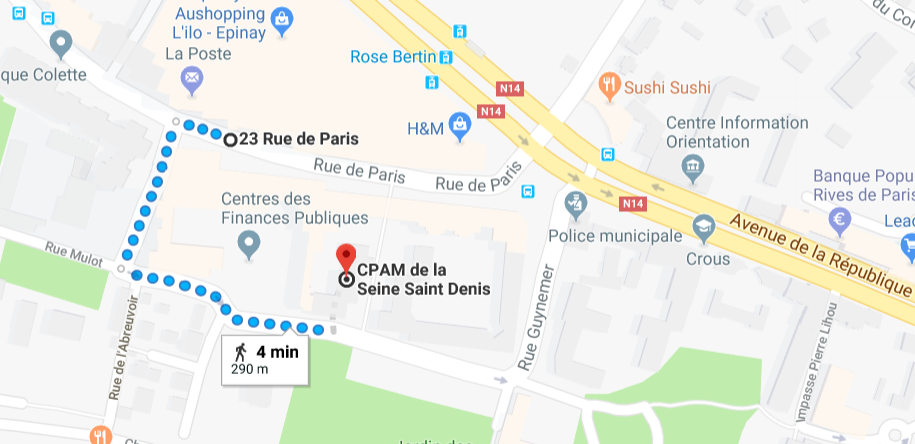 Aushopping
L'ilo - Epinay
La Poste
que Colette
Rose Bertin
N14
N14
Sushi Sushi
H&M
23 Rue de Paris
Rue de Paris
Rue de Paris
Centre Information
Orientation
Banque Popu
Rives de Paris
Centres des
Finances Publiques
N14
Police municipale
Crous
Avenue de la République
Lead
Rue Mulot
CPAM de la
Seine Saint Denis
Rue de l'Abreuvoir
Rue Guynemer
Impasse Pierre Lihou
4 min
290 m
du Co